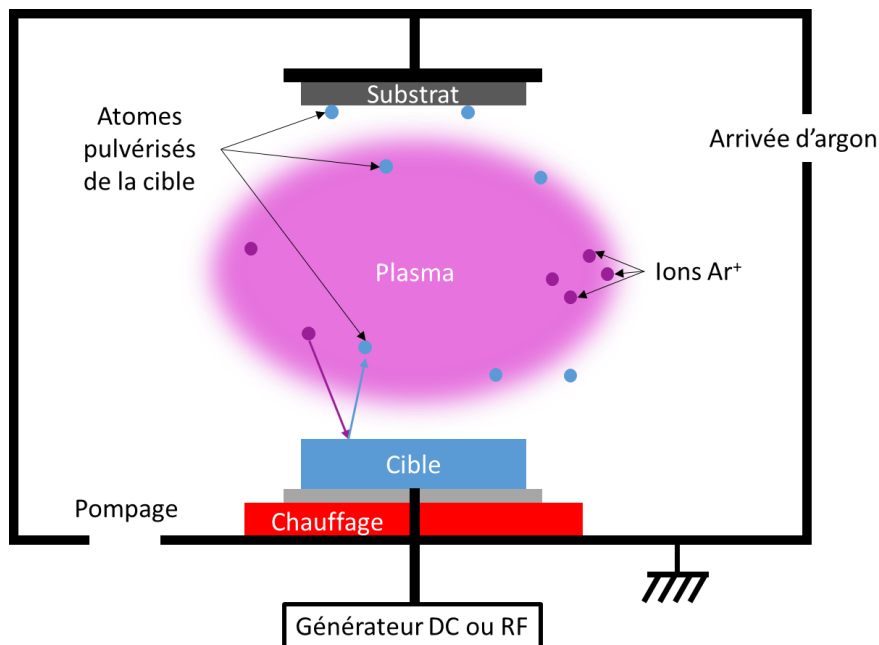 Substrat
Atomes
pulvérisés
de la cible
Arrivée d'argon
Plasma
Ions Ar⁺
Cible
Pompage
Chauffage
Générateur DC ou RF